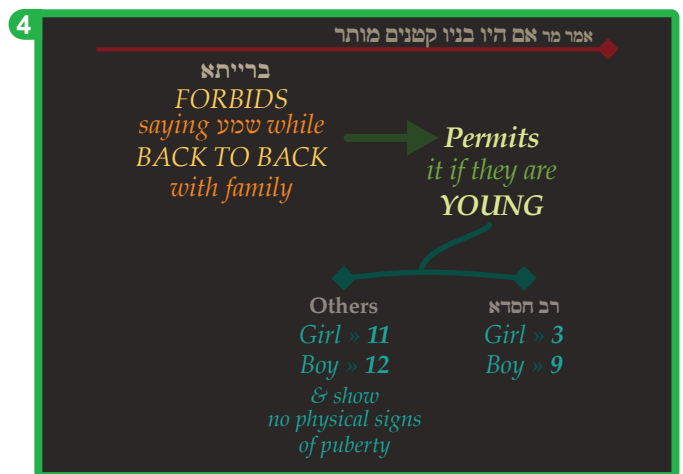 4
אמר מר אם היו בניו קטנים מותר
ברייתא
FORBIDS
saying שמע while
BACK TO BACK
with family
Permits
it if they are
YOUNG
Others
Girl » 11
Boy » 12
& show
no physical signs
of puberty
רב חסדא
Girl » 3
Boy » 9